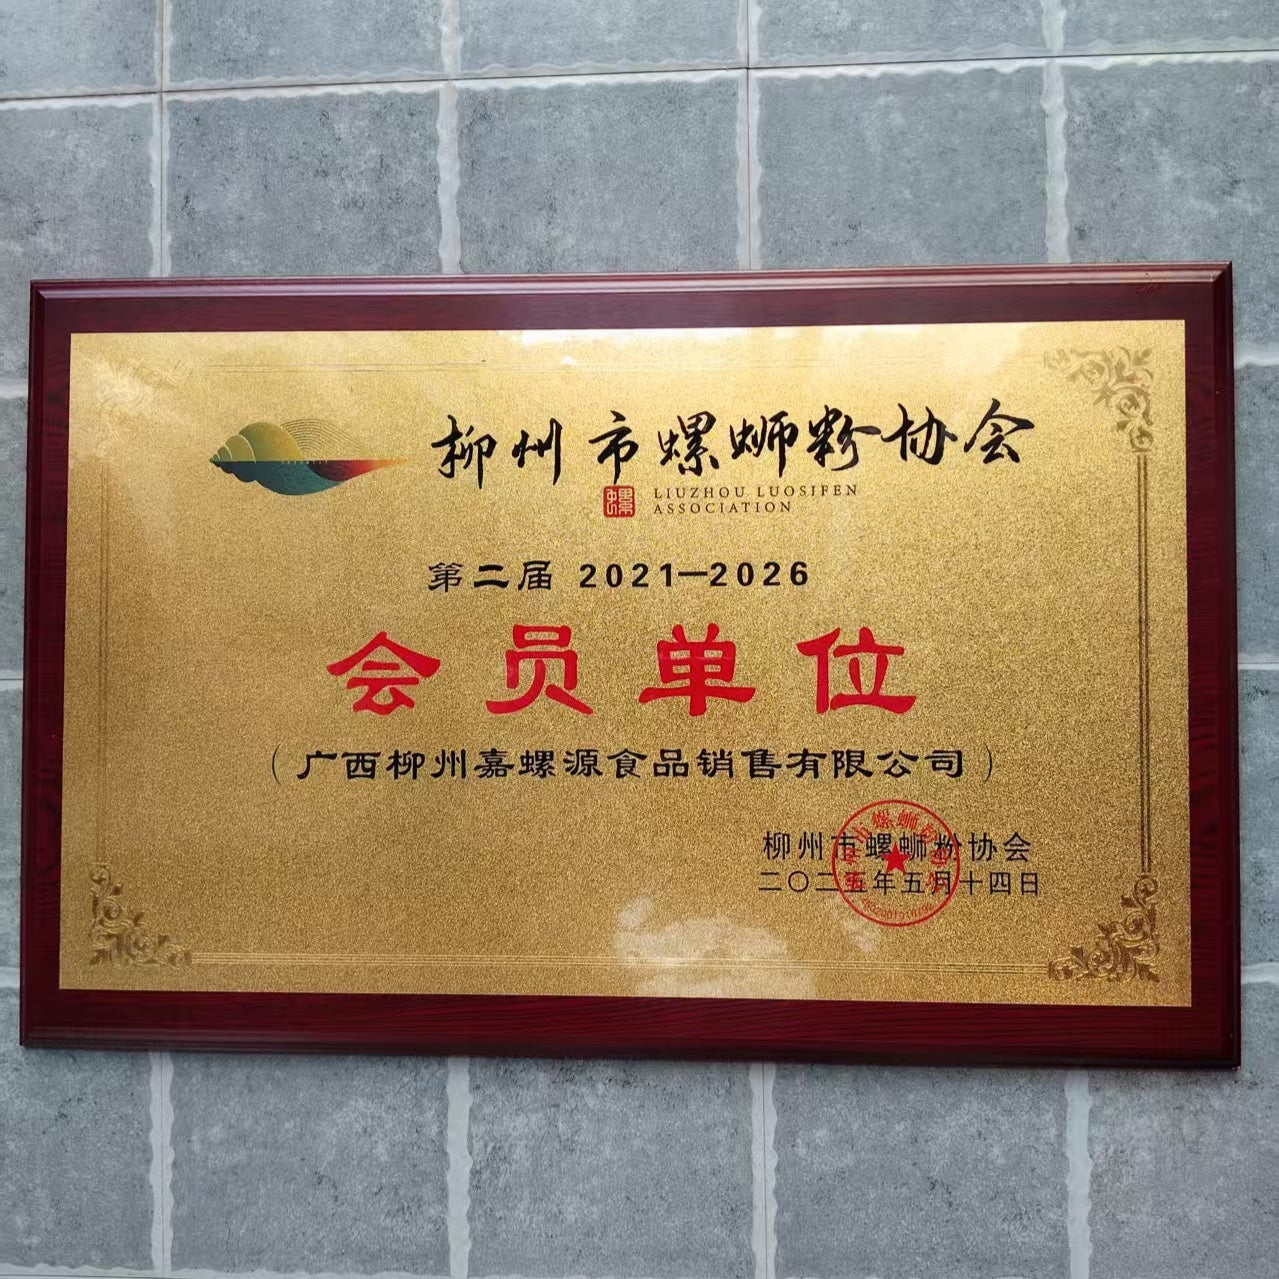 柳州市螺蛳粉协会
螺
LIUZHOU LUOSIFEN
ASSOCIATION
第二届 2021—2026
会员单位
（广西柳州嘉螺源食品销售有限公司）
柳州市螺蛳粉协会
二〇二五年五月十四日